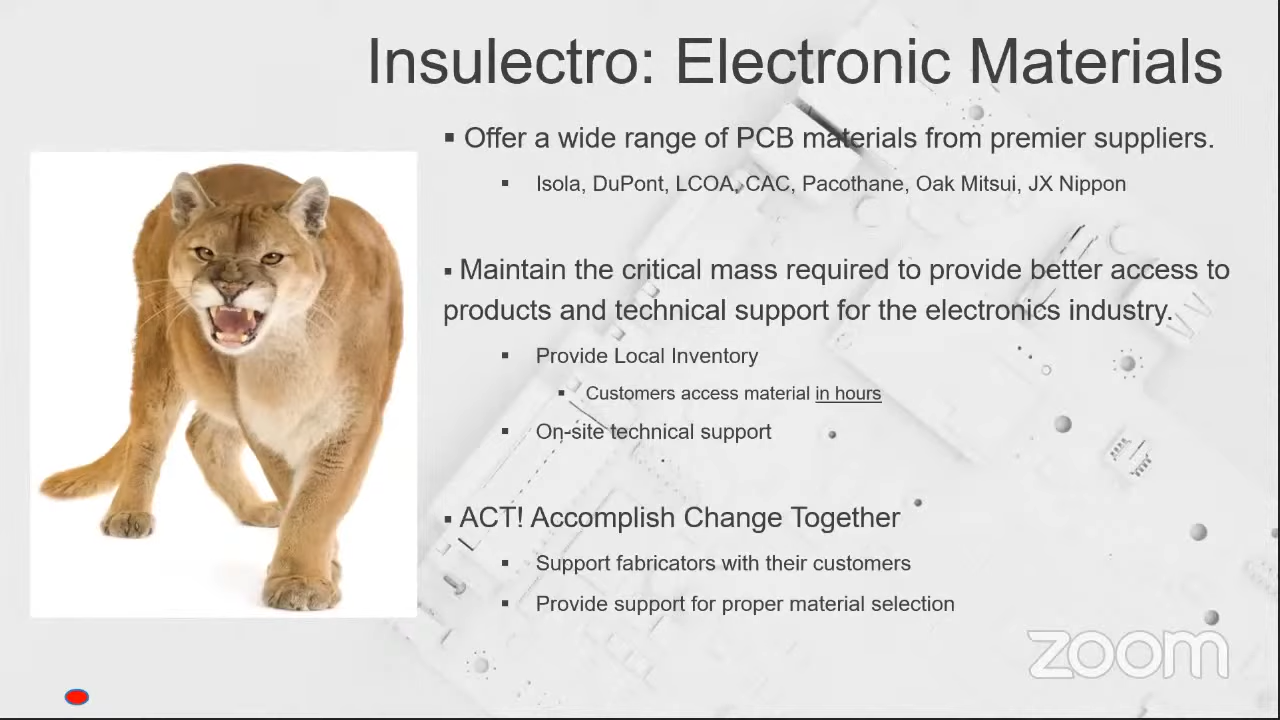 Insulectro: Electronic Materials
▪ Offer a wide range of PCB materials from premier suppliers.
▪ Isola, DuPont, LCOA, CAC, Pacothane, Oak Mitsui, JX Nippon
▪ Maintain the critical mass required to provide better access to
products and technical support for the electronics industry.
▪ Provide Local Inventory
▪ Customers access material in hours
▪ On-site technical support
▪ ACT! Accomplish Change Together
▪ Support fabricators with their customers
▪ Provide support for proper material selection
zoom